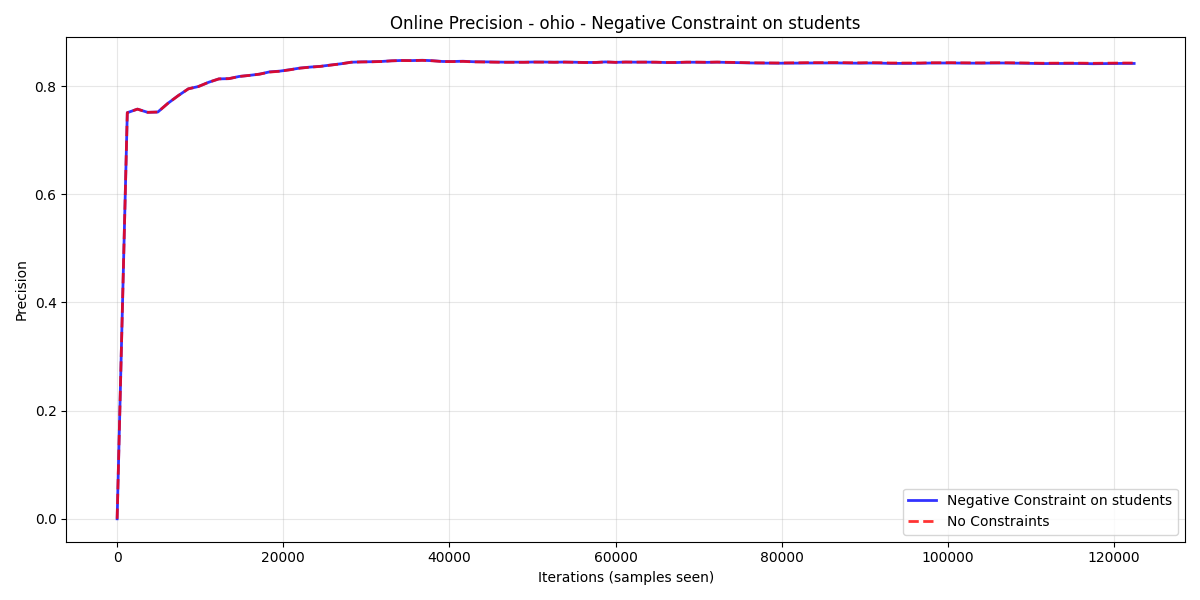 Online Precision - ohio - Negative Constraint on students
Precision
0.8
0.6
0.4
0.2
0.0
0 20000 40000 60000 80000 100000 120000
Iterations (samples seen)
Negative Constraint on students
No Constraints